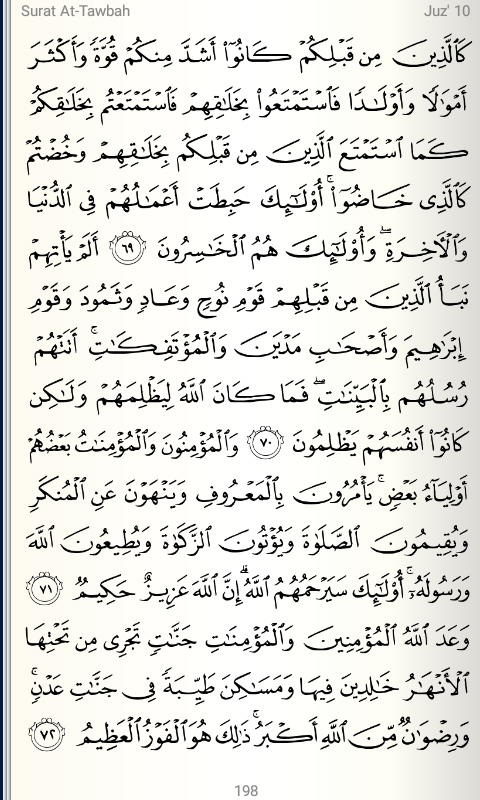 Surat At-Tawbah Juz' 10
كَٱلَّذِينَ مِن قَبْلِكُمْ كَانُوٓا۟ أَشَدَّ مِنكُمْ قُوَّةً وَأَكْثَرَ
أَمْوَٰلًا وَأَوْلَـٰدًا فَٱسْتَمْتَعُوا۟ بِخَلَـٰقِهِمْ فَٱسْتَمْتَعْتُم بِخَلَـٰقِكُمْ
كَمَا ٱسْتَمْتَعَ ٱلَّذِينَ مِن قَبْلِكُم بِخَلَـٰقِهِمْ وَخُضْتُمْ
كَٱلَّذِى خَاضُوٓا۟ ۚ أُو۟لَـٰٓئِكَ حَبِطَتْ أَعْمَـٰلُهُمْ فِى ٱلدُّنْيَا
وَٱلْـَٔاخِرَةِ ۖ وَأُو۟لَـٰٓئِكَ هُمُ ٱلْخَـٰسِرُونَ ٦٩ أَلَمْ يَأْتِهِمْ
نَبَأُ ٱلَّذِينَ مِن قَبْلِهِمْ قَوْمِ نُوحٍ وَعَادٍ وَثَمُودَ وَقَوْمِ
إِبْرَٰهِيمَ وَأَصْحَـٰبِ مَدْيَنَ وَٱلْمُؤْتَفِكَـٰتِ ۚ أَتَتْهُمْ
رُسُلُهُم بِٱلْبَيِّنَـٰتِ ۖ فَمَا كَانَ ٱللَّهُ لِيَظْلِمَهُمْ وَلَـٰكِن
كَانُوٓا۟ أَنفُسَهُمْ يَظْلِمُونَ ٧٠ وَٱلْمُؤْمِنُونَ وَٱلْمُؤْمِنَـٰتُ بَعْضُهُمْ
أَوْلِيَآءُ بَعْضٍ ۚ يَأْمُرُونَ بِٱلْمَعْرُوفِ وَيَنْهَوْنَ عَنِ ٱلْمُنكَرِ
وَيُقِيمُونَ ٱلصَّلَوٰةَ وَيُؤْتُونَ ٱلزَّكَوٰةَ وَيُطِيعُونَ ٱللَّهَ
وَرَسُولَهُۥٓ ۚ أُو۟لَـٰٓئِكَ سَيَرْحَمُهُمُ ٱللَّهُ ۗ إِنَّ ٱللَّهَ عَزِيزٌ حَكِيمٌ ٧١
وَعَدَ ٱللَّهُ ٱلْمُؤْمِنِينَ وَٱلْمُؤْمِنَـٰتِ جَنَّـٰتٍ تَجْرِى مِن تَحْتِهَا
ٱلْأَنْهَـٰرُ خَـٰلِدِينَ فِيهَا وَمَسَـٰكِنَ طَيِّبَةً فِى جَنَّـٰتِ عَدْنٍ ۚ
وَرِضْوَٰنٌ مِّنَ ٱللَّهِ أَكْبَرُ ۚ ذَٰلِكَ هُوَ ٱلْفَوْزُ ٱلْعَظِيمُ ٧٢
198